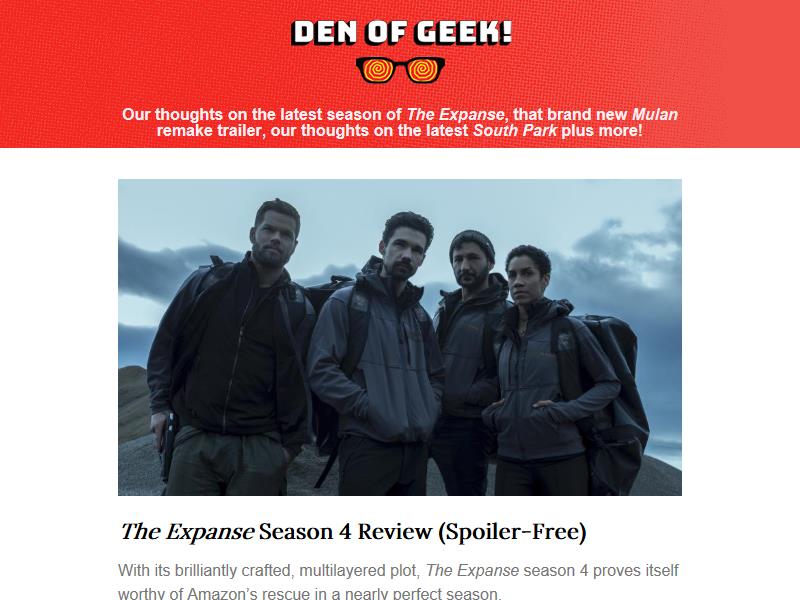 DEN OF GEEK!
Our thoughts on the latest season of The Expanse, that brand new Mulan
remake trailer, our thoughts on the latest South Park plus more!
The Expanse Season 4 Review (Spoiler-Free)
With its brilliantly crafted, multilayered plot, The Expanse season 4 proves itself
worthy of Amazon’s rescue in a nearly perfect season.